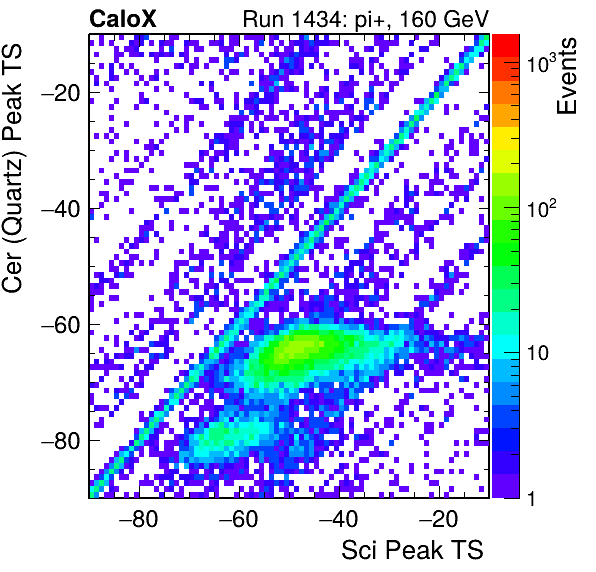 CaloX Run 1434: pi+, 160 GeV
Cer (Quartz) Peak TS
−20
−40
−60
−80
−80 −60 −40 −20
Sci Peak TS
Events
10³
10²
10
1